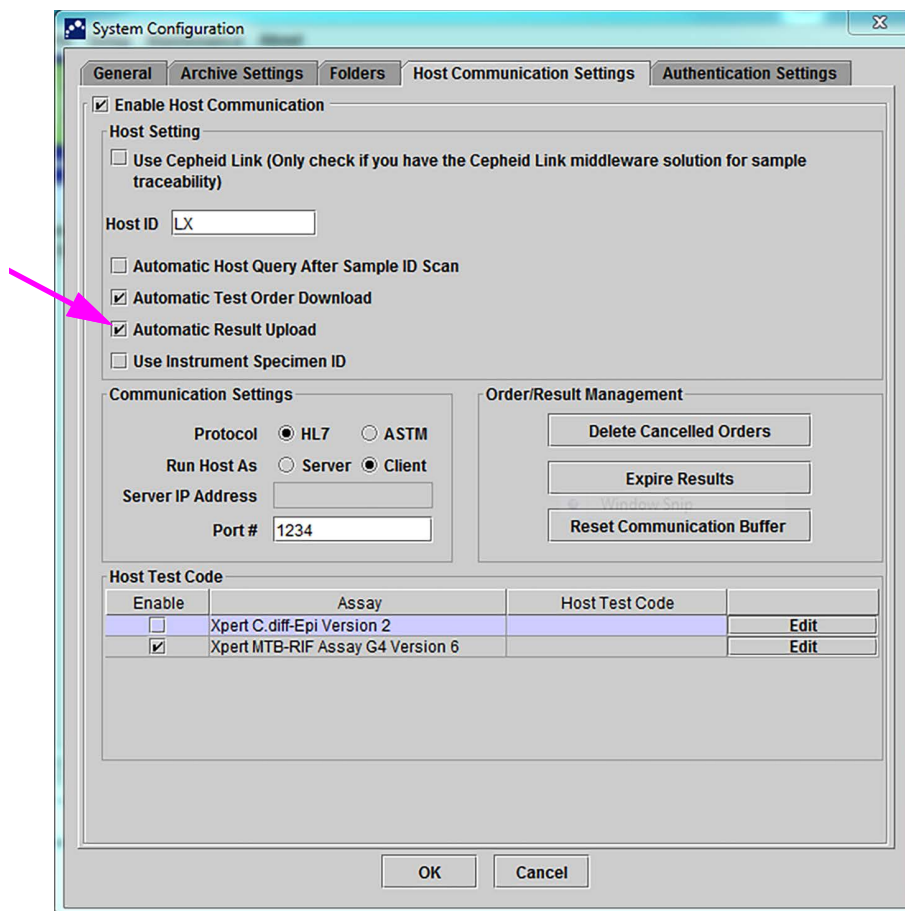 System Configuration
General Archive Settings Folders Host Communication Settings Authentication Settings
Enable Host Communication
Host Setting
Use Cepheid Link (Only check if you have the Cepheid Link middleware solution for sample
traceability)
Host ID LX
Automatic Host Query After Sample ID Scan
Automatic Test Order Download
Automatic Result Upload
Use Instrument Specimen ID
Communication Settings
Protocol HL7 ASTM
Run Host As Server Client
Server IP Address
Port # 1234
Order/Result Management
Delete Cancelled Orders
Expire Results
Window Snip
Reset Communication Buffer
Host Test Code
Enable Assay Host Test Code
Xpert C.diff-Epi Version 2 Edit
Xpert MTB-RIF Assay G4 Version 6 Edit
OK Cancel